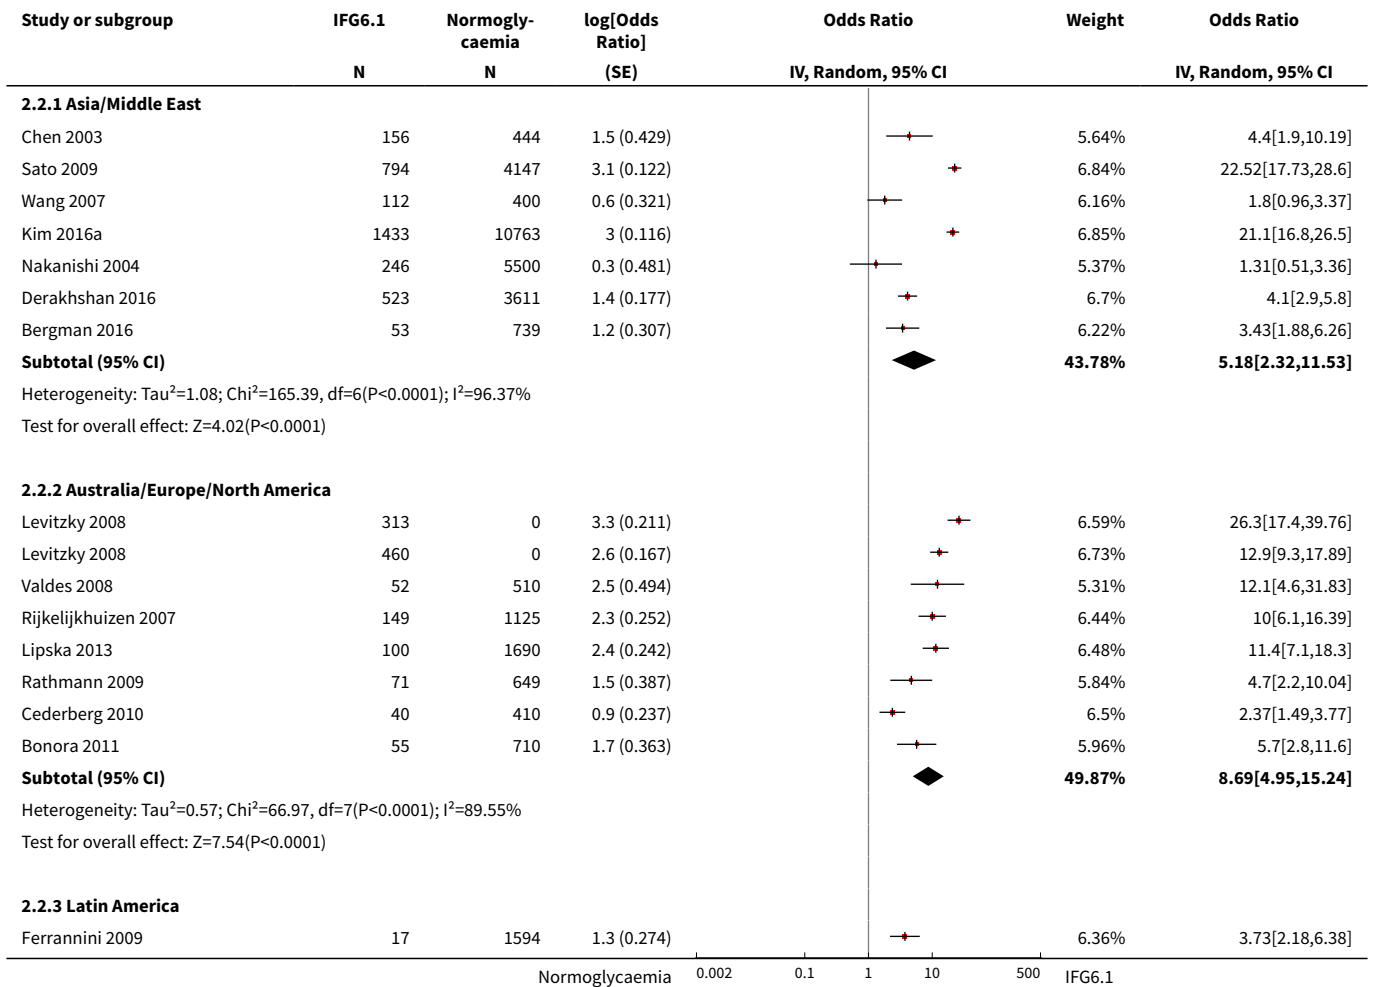 Study or subgroup IFG6.1 Normogly- log[Odds Odds Ratio Weight Odds Ratio
caemia Ratio]
N N (SE) IV, Random, 95% CI IV, Random, 95% CI
2.2.1 Asia/Middle East
Chen 2003 156 444 1.5 (0.429) 5.64% 4.4[1.9,10.19]
Sato 2009 794 4147 3.1 (0.122) 6.84% 22.52[17.73,28.6]
Wang 2007 112 400 0.6 (0.321) 6.16% 1.8[0.96,3.37]
Kim 2016a 1433 10763 3 (0.116) 6.85% 21.1[16.8,26.5]
Nakanishi 2004 246 5500 0.3 (0.481) 5.37% 1.31[0.51,3.36]
Derakhshan 2016 523 3611 1.4 (0.177) 6.7% 4.1[2.9,5.8]
Bergman 2016 53 739 1.2 (0.307) 6.22% 3.43[1.88,6.26]
Subtotal (95% CI) 43.78% 5.18[2.32,11.53]
Heterogeneity: Tau²=1.08; Chi²=165.39, df=6(P<0.0001); I²=96.37%
Test for overall effect: Z=4.02(P<0.0001)
2.2.2 Australia/Europe/North America
Levitzky 2008 313 0 3.3 (0.211) 6.59% 26.3[17.4,39.76]
Levitzky 2008 460 0 2.6 (0.167) 6.73% 12.9[9.3,17.89]
Valdes 2008 52 510 2.5 (0.494) 5.31% 12.1[4.6,31.83]
Rijkelijkhuizen 2007 149 1125 2.3 (0.252) 6.44% 10[6.1,16.39]
Lipska 2013 100 1690 2.4 (0.242) 6.48% 11.4[7.1,18.3]
Rathmann 2009 71 649 1.5 (0.387) 5.84% 4.7[2.2,10.04]
Cederberg 2010 40 410 0.9 (0.237) 6.5% 2.37[1.49,3.77]
Bonora 2011 55 710 1.7 (0.363) 5.96% 5.7[2.8,11.6]
Subtotal (95% CI) 49.87% 8.69[4.95,15.24]
Heterogeneity: Tau²=0.57; Chi²=66.97, df=7(P<0.0001); I²=89.55%
Test for overall effect: Z=7.54(P<0.0001)
2.2.3 Latin America
Ferrannini 2009 17 1594 1.3 (0.274) 6.36% 3.73[2.18,6.38]
Normoglycaemia 0.002 0.1 1 10 500 IFG6.1